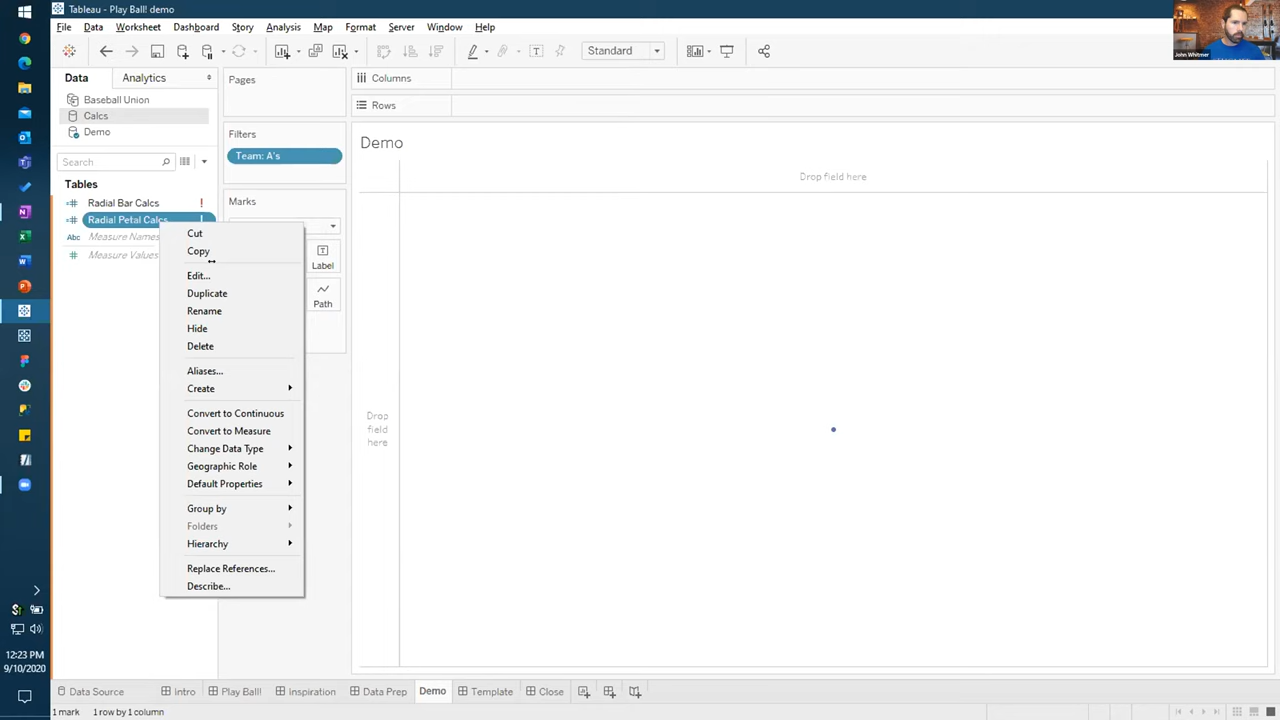 Tableau - Play Ball! demo
File Data Worksheet Dashboard Story Analysis Map Format Server Window Help
Standard
John Whitmer
Data Analytics
Baseball Union
Calcs
Demo
Search
Tables
Radial Bar Calcs !
Radial Petal Calcs
Abc Measure Names
# Measure Values
Cut
Copy
Edit...
Duplicate
Rename
Hide
Delete
Aliases...
Create
Convert to Continuous
Convert to Measure
Change Data Type
Geographic Role
Default Properties
Group by
Folders
Hierarchy
Replace References...
Describe...
Pages
Filters
Team: A's
Marks
Label
Path
Columns
Rows
Demo
Drop field here
Drop
field
here
12:23 PM
9/10/2020
Data Source Intro Play Ball! inspiration Data Prep Demo Template Close
1 mark 1 row by 1 column